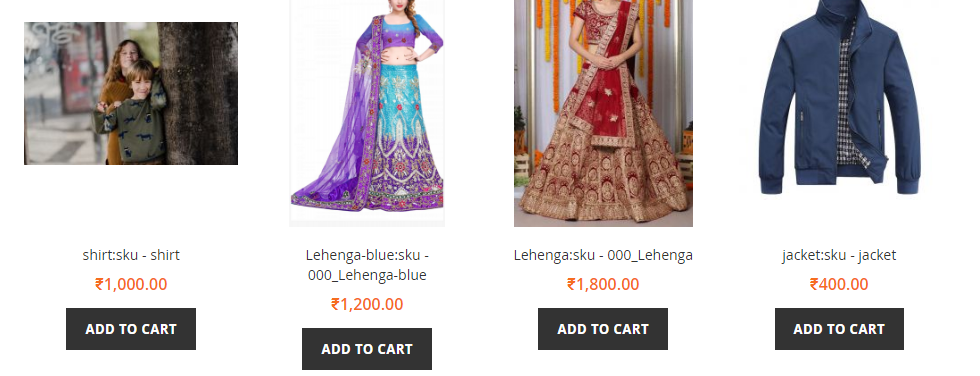 shirt:sku - shirt
₹1,000.00
ADD TO CART
Lehenga-blue:sku -
000_Lehenga-blue
₹1,200.00
ADD TO CART
Lehenga:sku - 000_Lehenga
₹1,800.00
ADD TO CART
jacket:sku - jacket
₹400.00
ADD TO CART